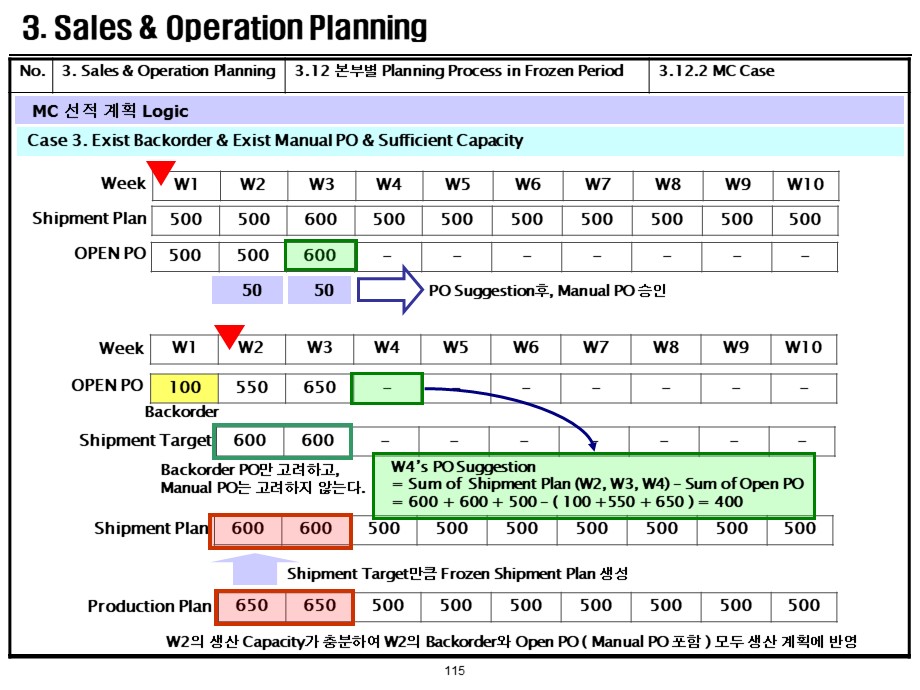 3. Sales & Operation Planning
No. 3. Sales & Operation Planning 3.12 본부별 Planning Process in Frozen Period 3.12.2 MC Case
MC 선적 계획 Logic
Case 3. Exist Backorder & Exist Manual PO & Sufficient Capacity
Week W1 W2 W3 W4 W5 W6 W7 W8 W9 W10
Shipment Plan 500 500 600 500 500 500 500 500 500 500
OPEN PO 500 500 600 – – – – – – –
50 50 PO Suggestion후, Manual PO 승인
Week W1 W2 W3 W4 W5 W6 W7 W8 W9 W10
OPEN PO 100 550 650 – – – – – – –
Backorder
Shipment Target 600 600 – – – – – – –
Backorder PO만 고려하고,
Manual PO는 고려하지 않는다.
W4's PO Suggestion
= Sum of Shipment Plan (W2, W3, W4) – Sum of Open PO
= 600 + 600 + 500 – ( 100 +550 + 650 ) = 400
Shipment Plan 600 600 500 500 500 500 500 500 500
Shipment Target만큼 Frozen Shipment Plan 생성
Production Plan 650 650 500 500 500 500 500 500 500
W2의 생산 Capacity가 충분하여 W2의 Backorder와 Open PO ( Manual PO 포함 ) 모두 생산 계획에 반영
115